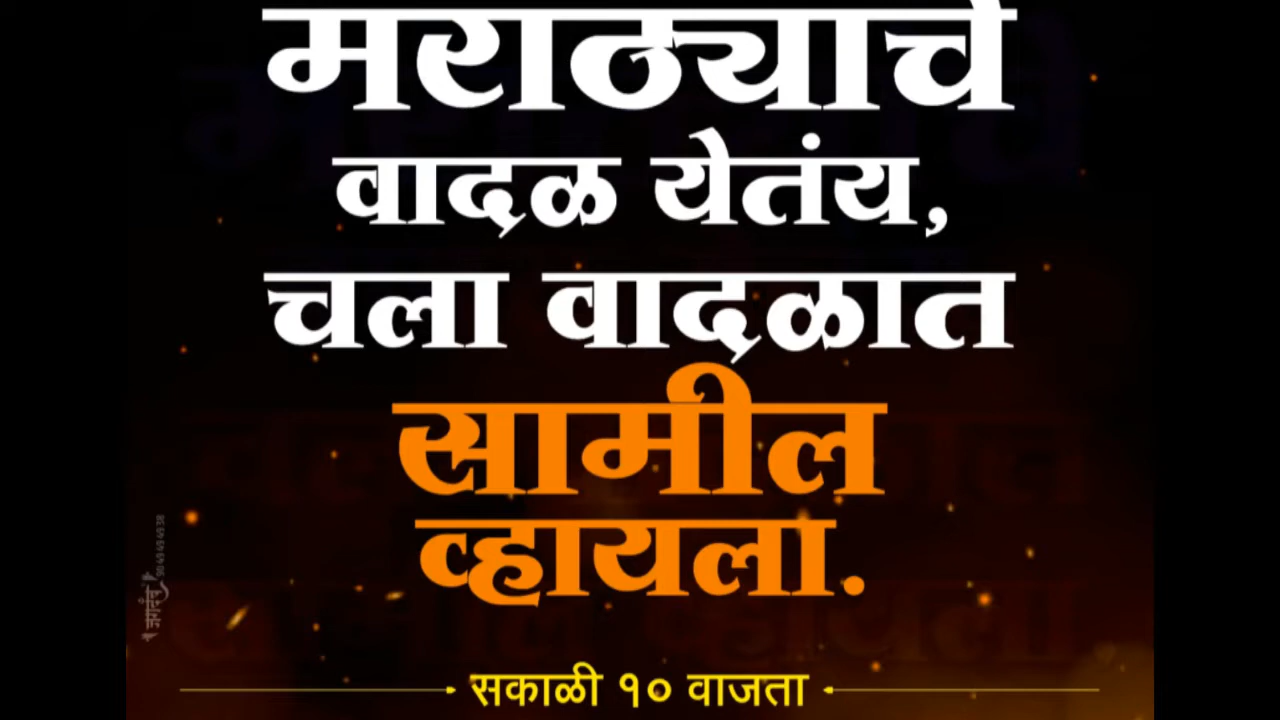 मराठ्याचे
वादळ येतंय,
चला वादळात
सामील
व्हायला.
सकाळी १० वाजता